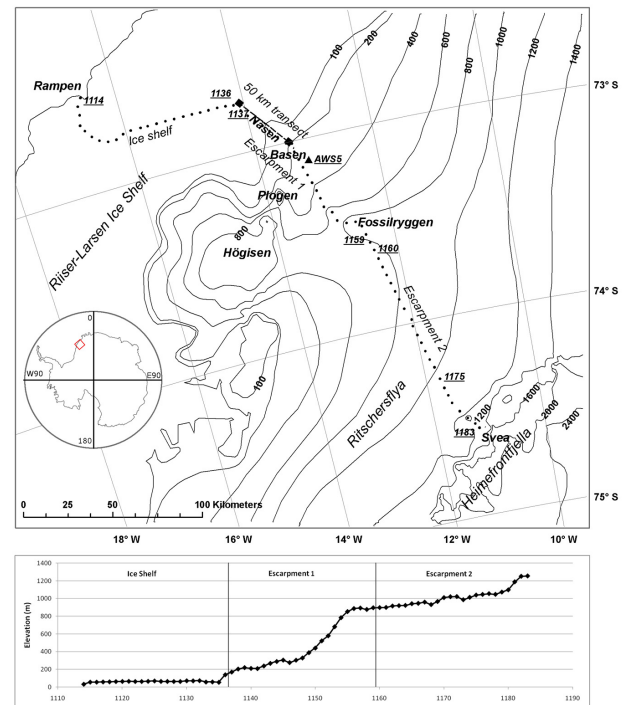 100
200
400
600
800
1000
1200
1400
73° S
Rampen
1114
1136
1137
50 km transect
Nåsen
Ice shelf
Basen
AWS5
Escarpment 1
Plogen
Riiser-Larsen Ice Shelf
800
Högisen
Fossilryggen
1159
1160
74° S
Escarpment 2
0
W90
E90
180
100
1175
Ritschersflya
1200
1600
2000
2400
1183
Svea
Heimefrontfjella
75° S
0 25 50 100 Kilometers
18° W
16° W
14° W
12° W
10° W
Ice Shelf
Escarpment 1
Escarpment 2
Elevation (m)
1400
1200
1000
800
600
400
200
0
1110
1120
1130
1140
1150
1160
1170
1180
1190